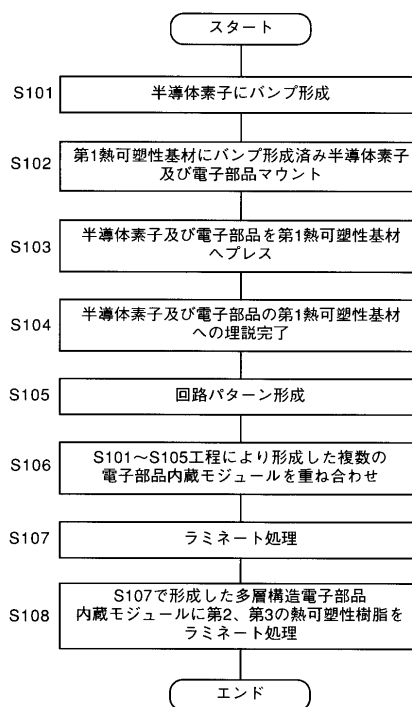 スタート
S101
半導体素子にバンプ形成
S102
第1熱可塑性基材にバンプ形成済み半導体素子
及び電子部品マウント
S103
半導体素子及び電子部品を第1熱可塑性基材
へプレス
S104
半導体素子及び電子部品の第1熱可塑性基材
への埋説完了
S105
回路パターン形成
S106
S101～S105工程により形成した複数の
電子部品内蔵モジュールを重ね合わせ
S107
ラミネート処理
S108
S107で形成した多層構造電子部品
内蔵モジュールに第2、第3の熱可塑性樹脂を
ラミネート処理
エンド